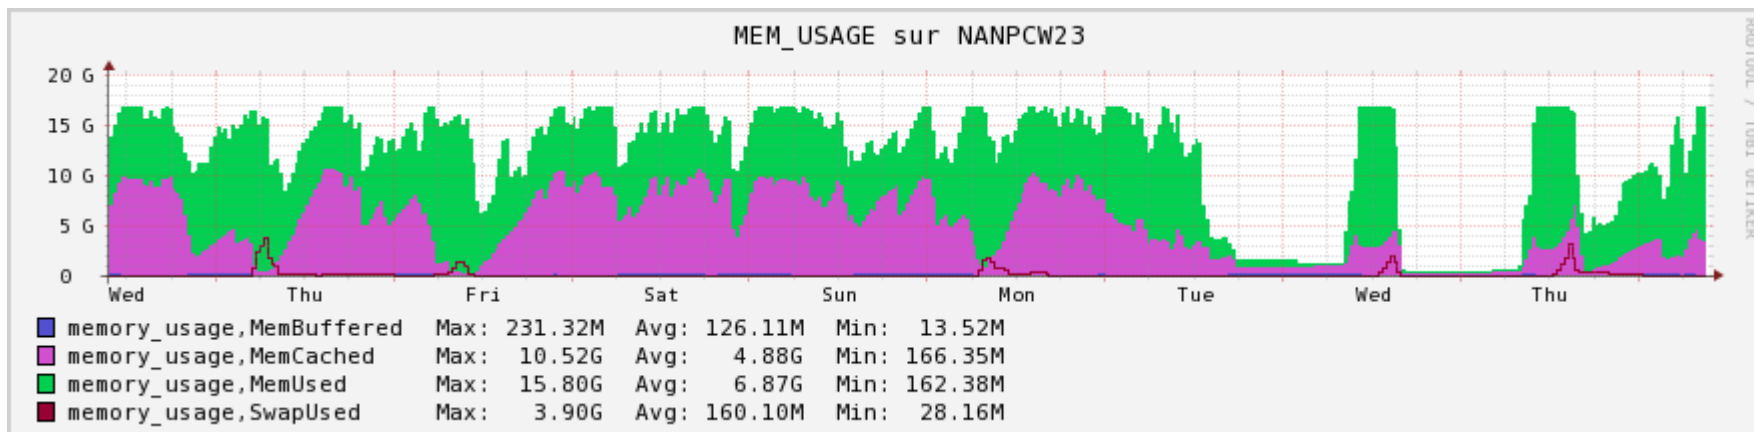 MEM_USAGE sur NANPCW23
20 G
15 G
10 G
5 G
0
Wed Thu Fri Sat Sun Mon Tue Wed Thu
memory_usage,MemBuffered Max: 231.32M Avg: 126.11M Min: 13.52M
memory_usage,MemCached Max: 10.52G Avg: 4.88G Min: 166.35M
memory_usage,MemUsed Max: 15.80G Avg: 6.87G Min: 162.38M
memory_usage,SwapUsed Max: 3.90G Avg: 160.10M Min: 28.16M
RRDTOOL / TOBI OETIKER